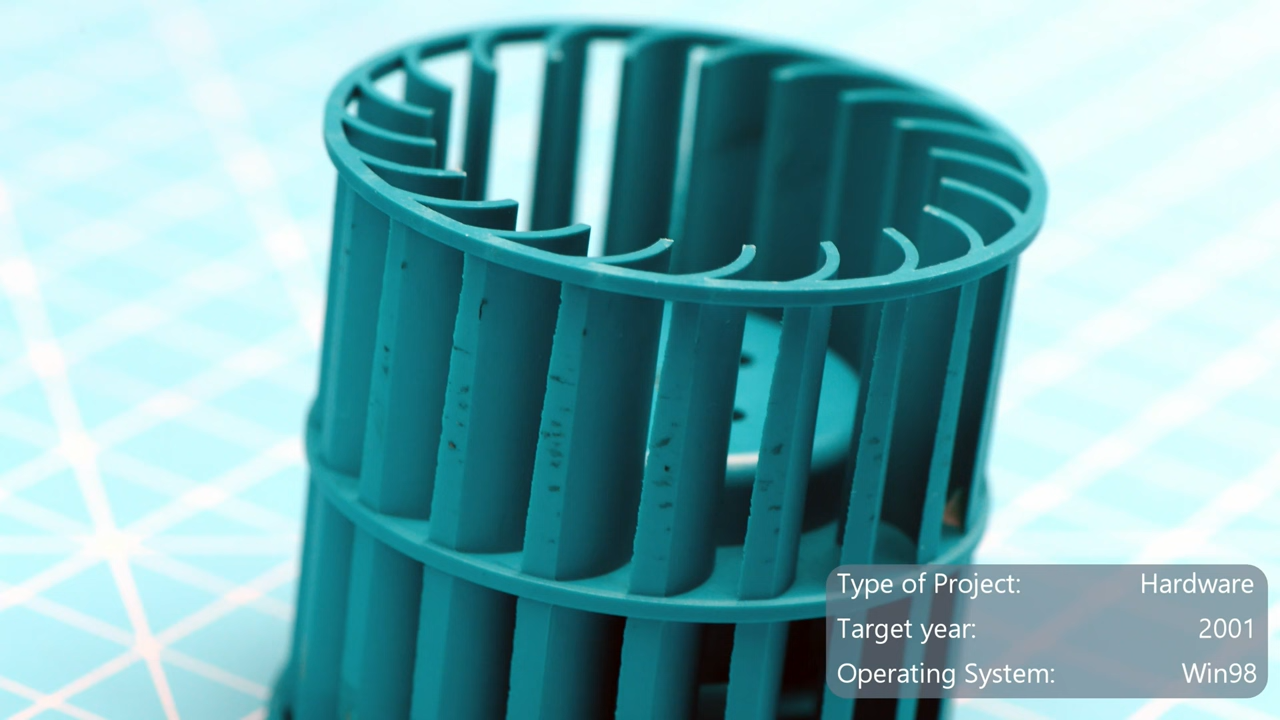 Type of Project: Hardware
Target year: 2001
Operating System: Win98